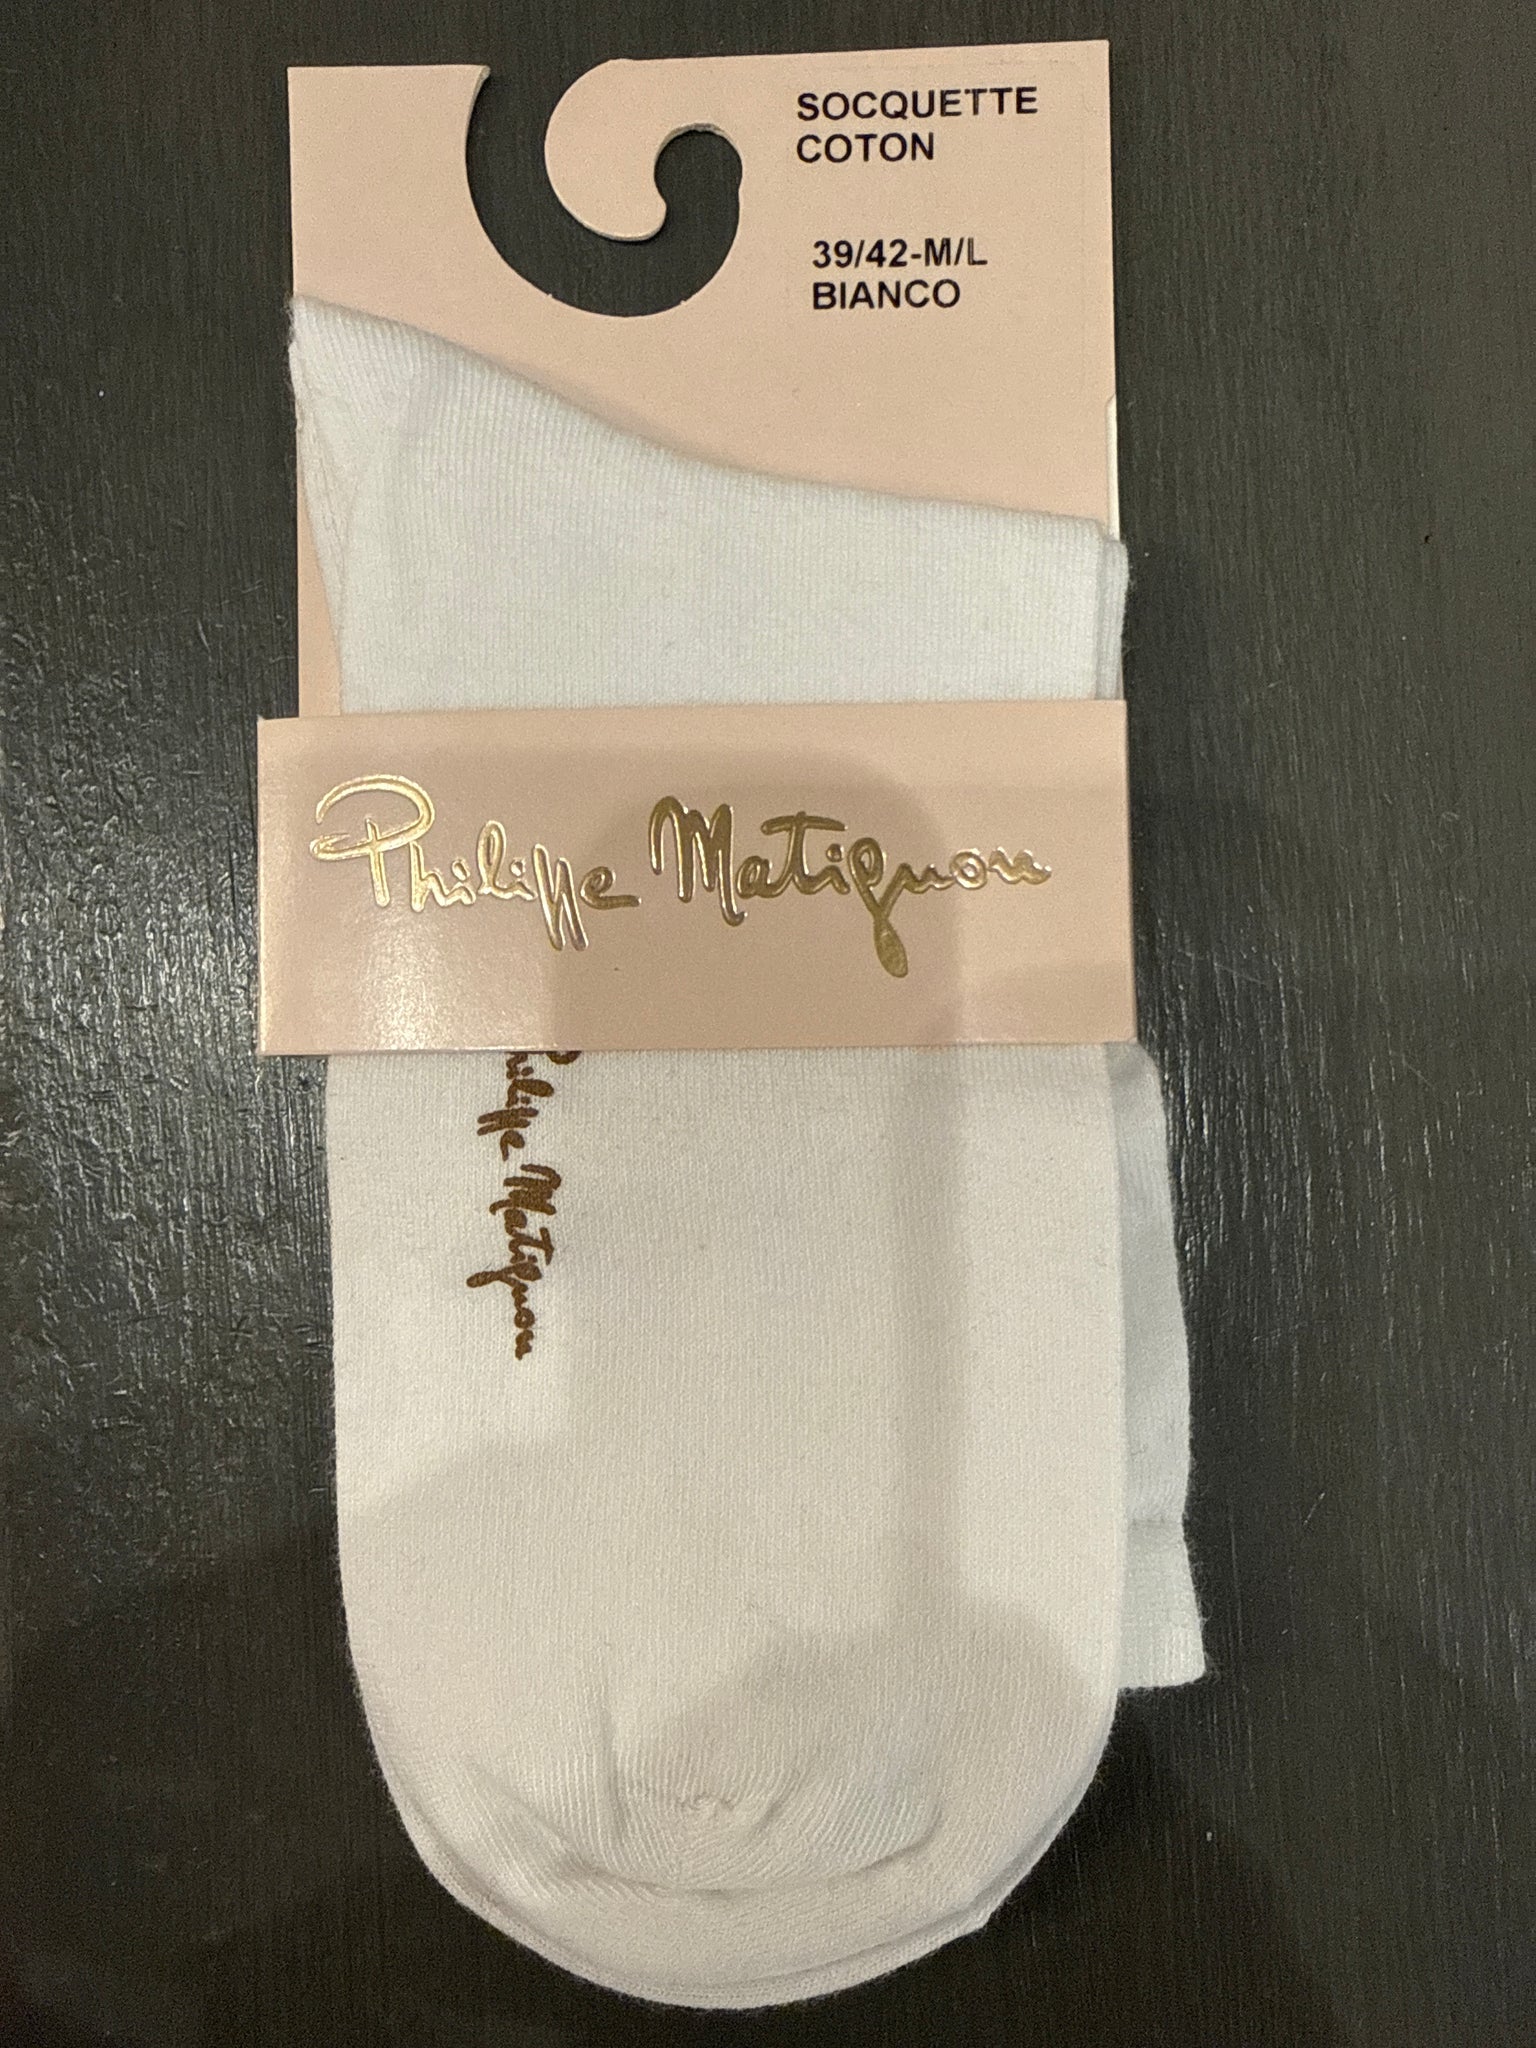 SOCQUETTE
COTON
39/42-M/L
BIANCO
Philippe Matignon
Philippe Matignon